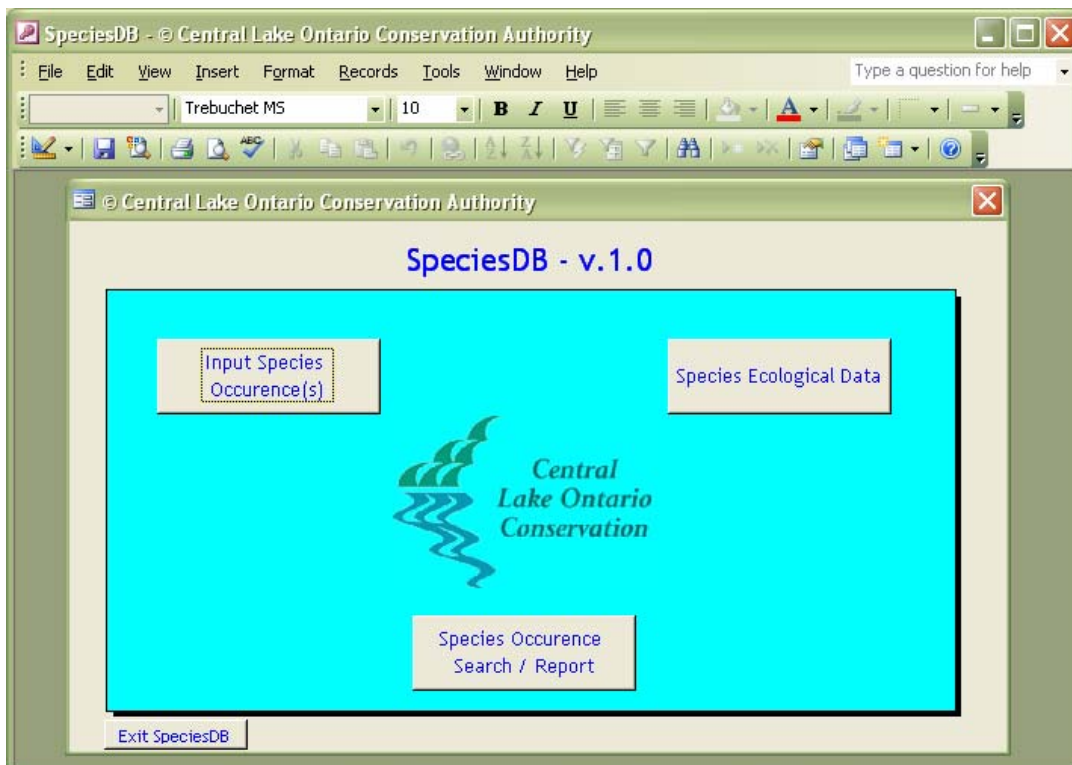 SpeciesDB - © Central Lake Ontario Conservation Authority
File Edit View Insert Format Records Tools Window Help Type a question for help
Trebuchet MS 10 B I U A
ABC
© Central Lake Ontario Conservation Authority
SpeciesDB - v.1.0
Input Species
Occurence(s)
Species Ecological Data
Central
Lake Ontario
Conservation
Species Occurence
Search / Report
Exit SpeciesDB